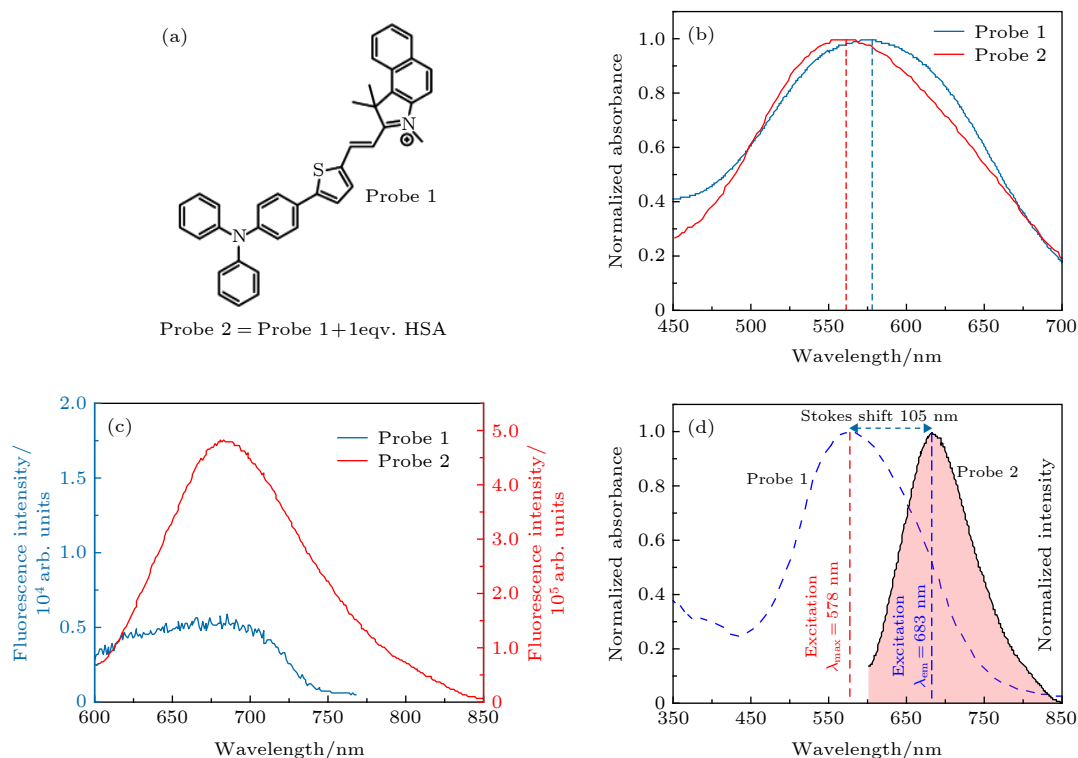 (a)
N
⊕
S
Probe 1
N
Probe 2 = Probe 1+1eqv. HSA
(b)
Probe 1
Probe 2
Normalized absorbance
1.0
0.8
0.6
0.4
0.2
0
450
500
550
600
650
700
Wavelength/nm
(c)
Probe 1
Probe 2
Fluorescence intensity/
10⁴ arb. units
2.0
1.5
1.0
0.5
0
Fluorescence intensity/
10⁵ arb. units
5.0
4.0
3.0
2.0
1.0
0
600
650
700
750
800
850
Wavelength/nm
(d)
Stokes shift 105 nm
Probe 1
Probe 2
Excitation
λmax=578 nm
Excitation
λem=683 nm
Normalized absorbance
Normalized intensity
1.0
0.8
0.6
0.4
0.2
0
350
450
550
650
750
850
Wavelength/nm